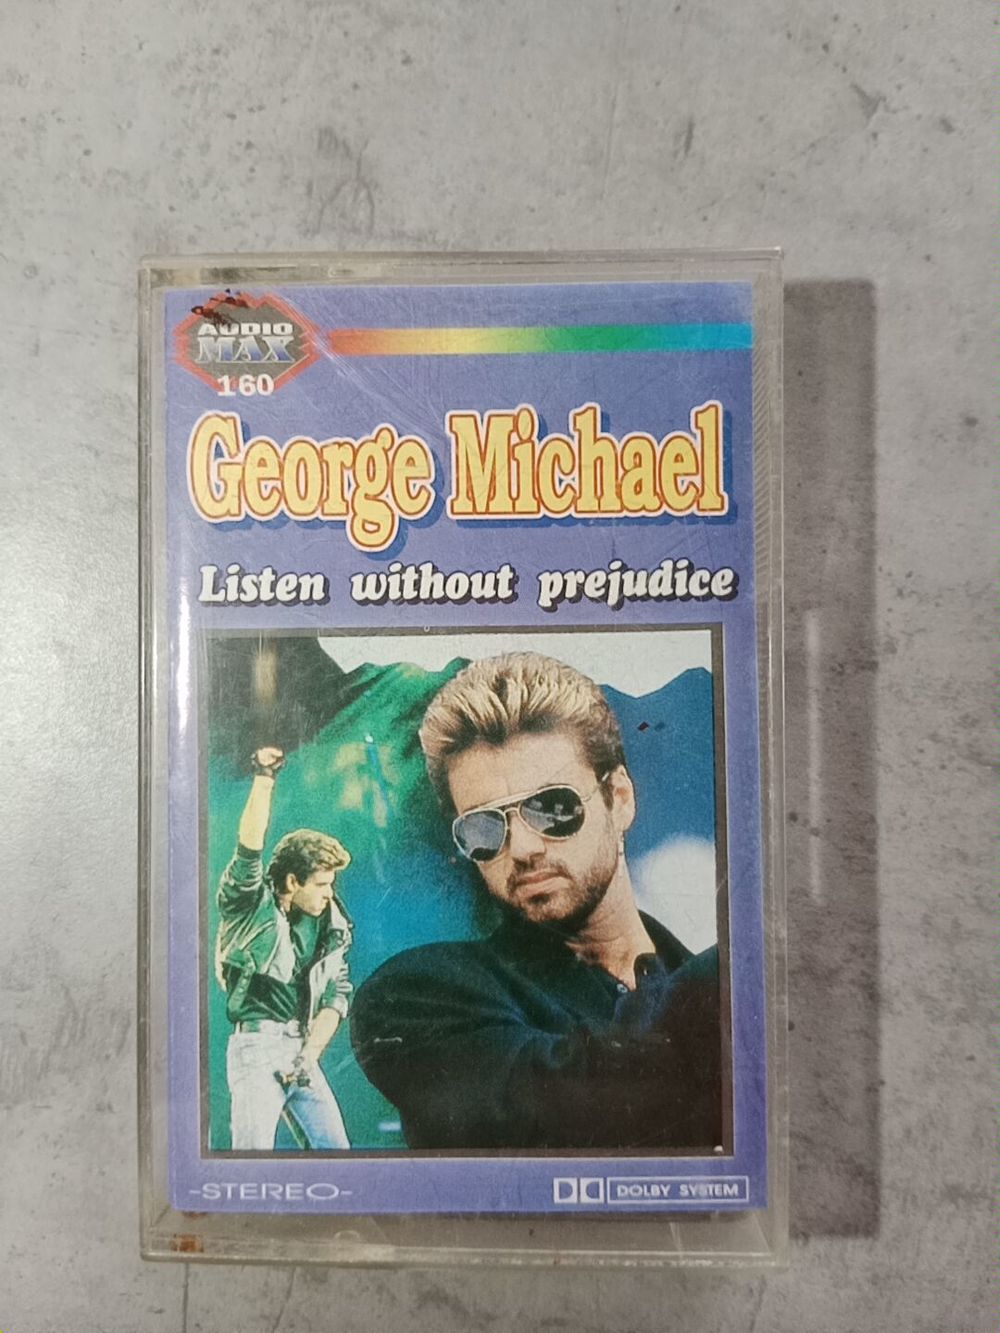 AUDIO
MAX
160
George Michael
Listen without prejudice
-STEREO-
DOLBY SYSTEM